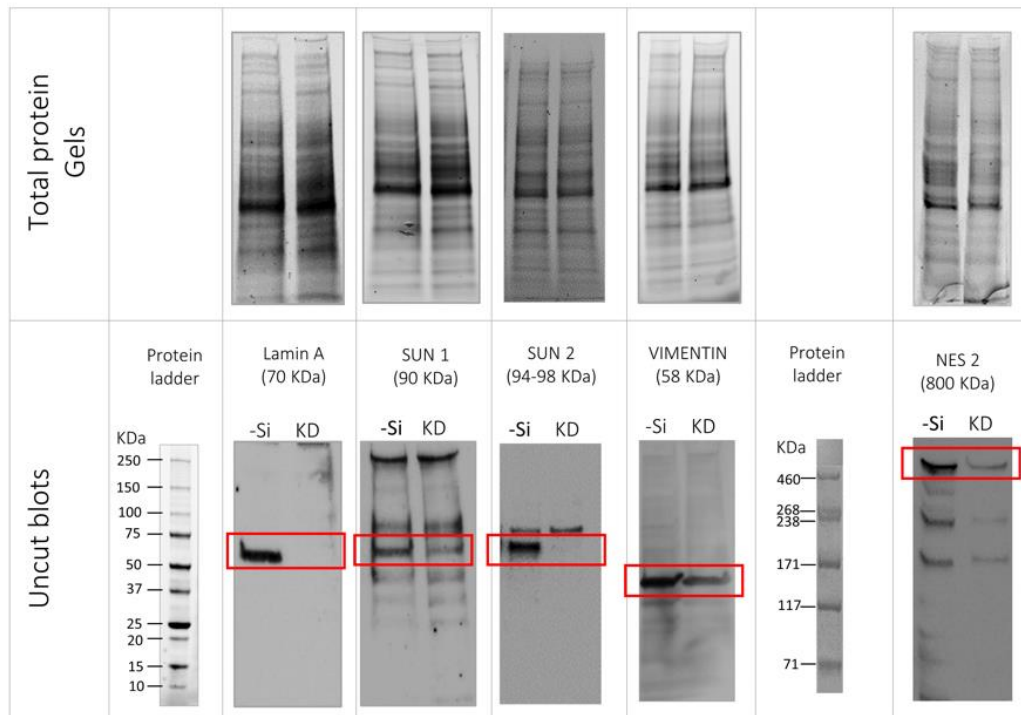 Total protein
Gels
Uncut blots
Protein
ladder
KDa
250
150
100
75
50
37
25
20
15
10
Lamin A
(70 KDa)
-Si KD
SUN 1
(90 KDa)
-Si KD
SUN 2
(94-98 KDa)
-Si KD
VIMENTIN
(58 KDa)
-Si KD
Protein
ladder
KDa
460
268
238
171
117
71
NES 2
(800 KDa)
-Si KD